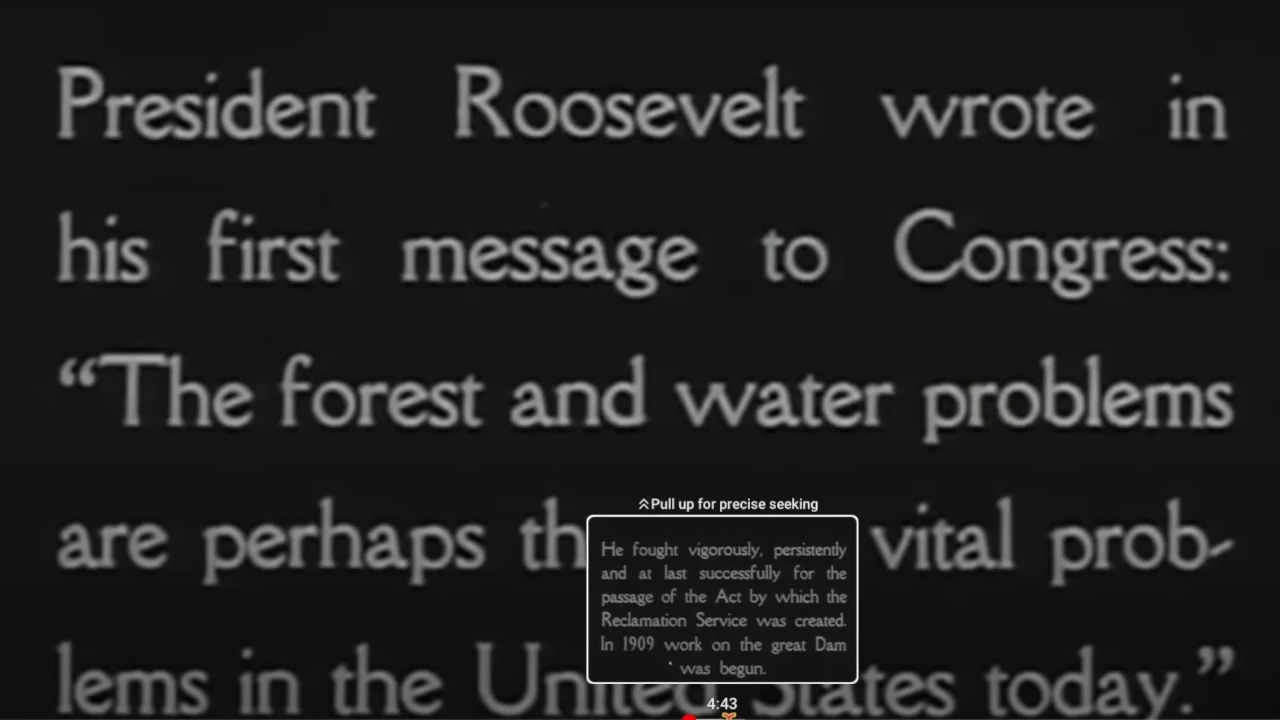 President Roosevelt wrote in
his first message to Congress:
“The forest and water problems
are perhaps vital prob-
lems in the United States today.”
Pull up for precise seeking
He fought vigorously, persistently
and at last successfully for the
passage of the Act by which the
Reclamation Service was created.
In 1909 work on the great Dam
was begun.
4:43